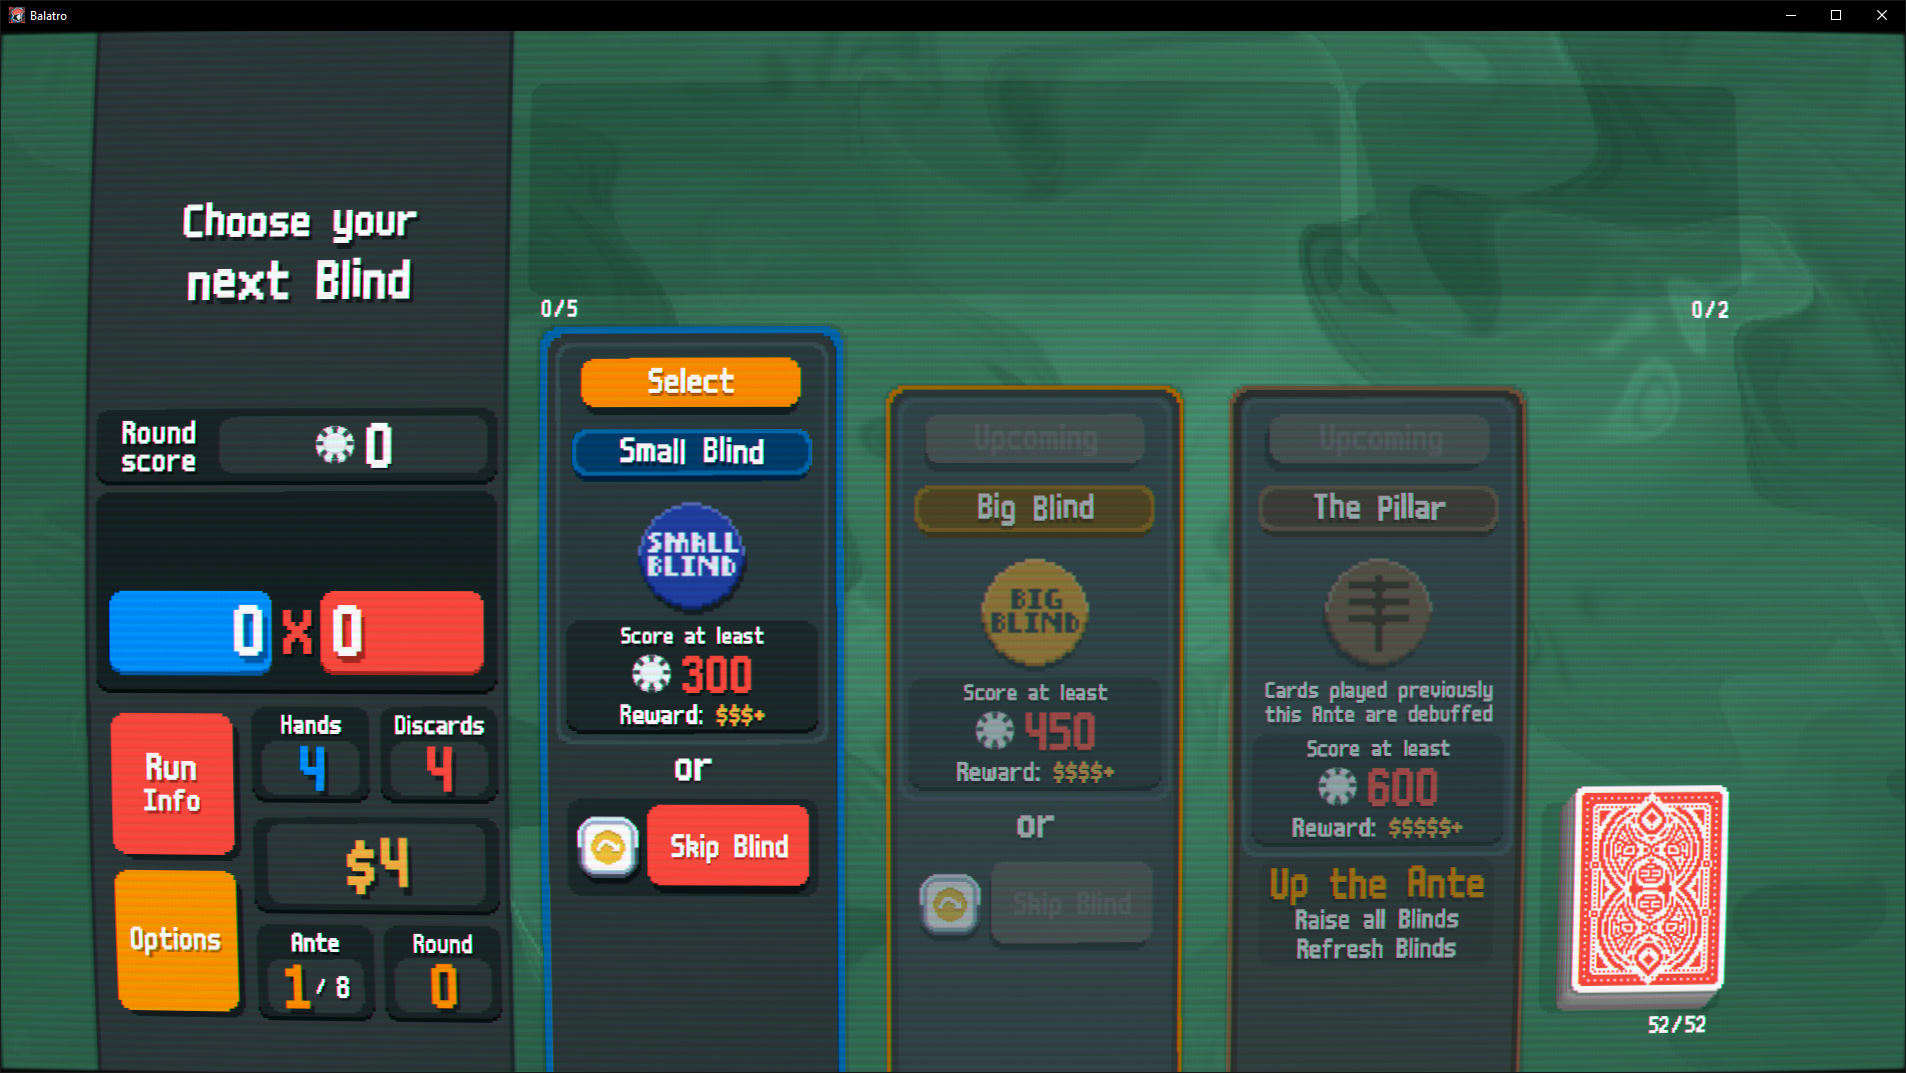 Balatro
Choose your
next Blind
Round
score
0
0 X 0
Run
Info
Hands
4
Discards
4
$4
Options
Ante
1 / 8
Round
0
0/5
0/2
Select
Small Blind
SMALL
BLIND
Score at least
300
Reward: $$$+
or
Skip Blind
Upcoming
Big Blind
BIG
BLIND
Score at least
450
Reward: $$$$+
or
Skip Blind
Upcoming
The Pillar
Cards played previously
this Ante are debuffed
Score at least
600
Reward: $$$$$+
Up the Ante
Raise all Blinds
Refresh Blinds
52/52